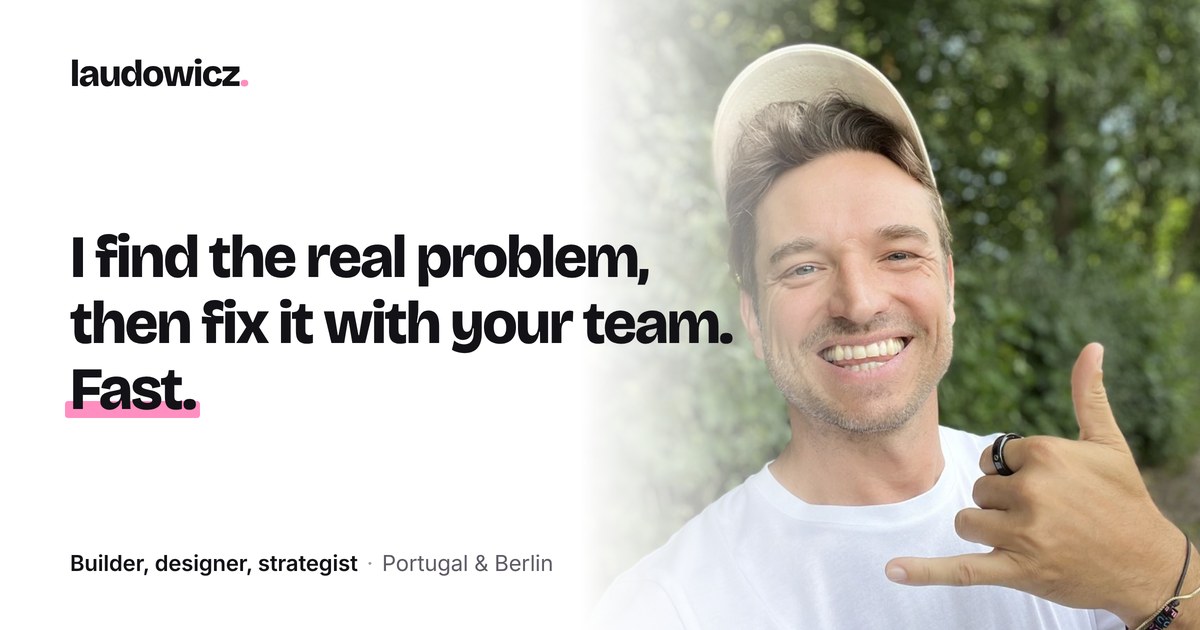 laudowicz.
I find the real problem,
then fix it with your team.
Fast.
Builder, designer, strategist · Portugal & Berlin